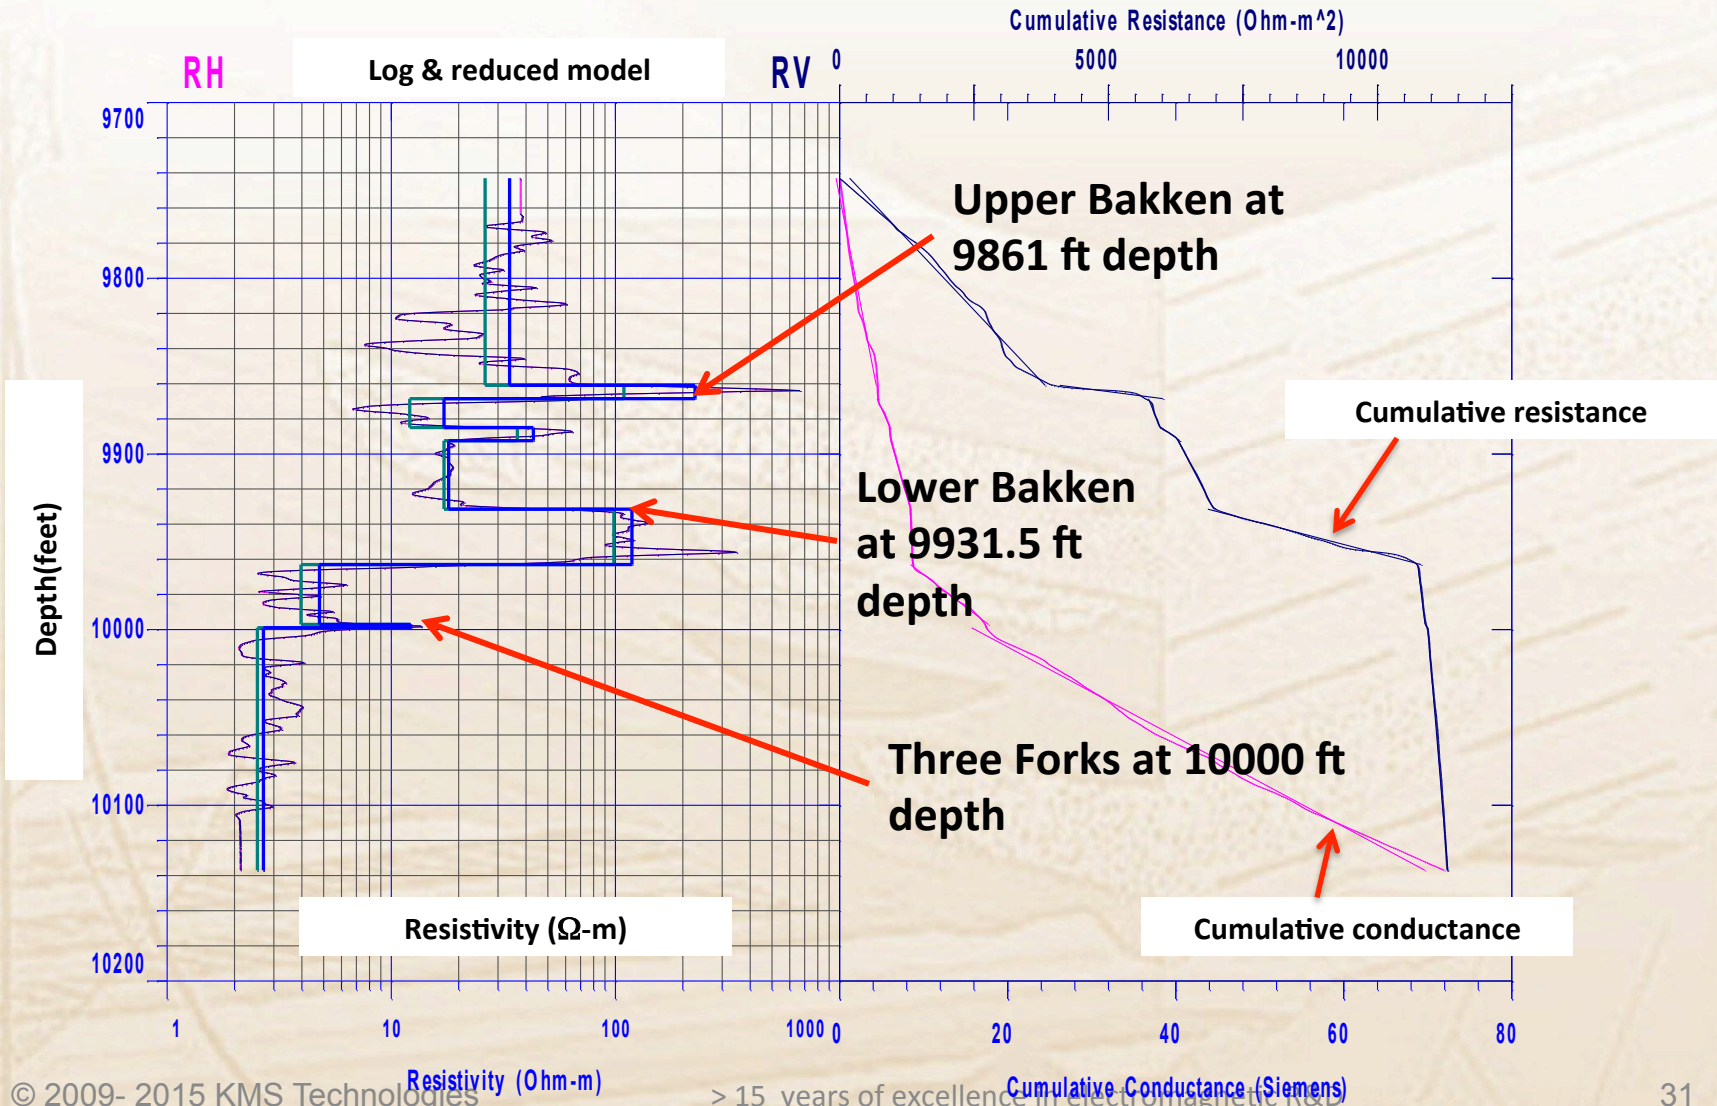 Cumulative Resistance (Ohm-m^2)
0 5000 10000
RH
Log & reduced model
RV
9700
9800
9900
10000
10100
10200
Depth(feet)
Upper Bakken at
9861 ft depth
Cumulative resistance
Lower Bakken
at 9931.5 ft
depth
Three Forks at 10000 ft
depth
Resistivity (Ω-m)
Cumulative conductance
1 10 100 1000
0 20 40 60 80
Resistivity (Ohm-m)
Cumulative Conductance (Siemens)
© 2009- 2015 KMS Technologies
> 15 years of excellence in electromagnetic R&D
31